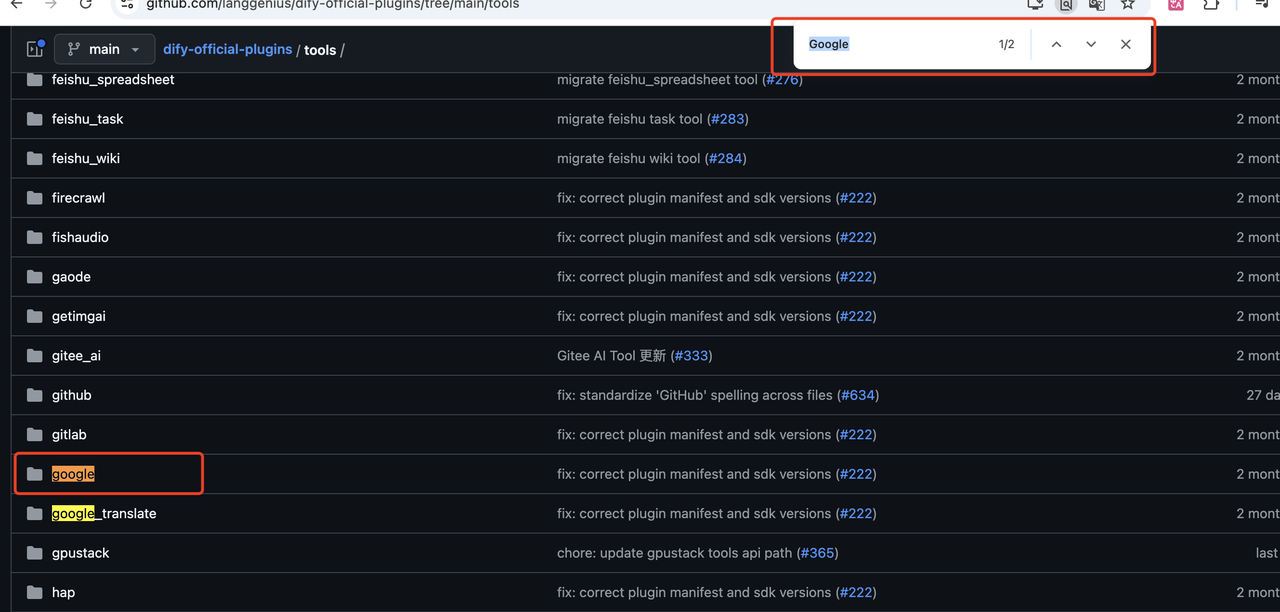 github.com/langgenius/dify-official-plugins/tree/main/tools
main dify-official-plugins / tools /
Google 1/2
feishu_spreadsheet migrate feishu_spreadsheet tool (#276) 2 mont
feishu_task migrate feishu task tool (#283) 2 mont
feishu_wiki migrate feishu wiki tool (#284) 2 mont
firecrawl fix: correct plugin manifest and sdk versions (#222) 2 mont
fishaudio fix: correct plugin manifest and sdk versions (#222) 2 mont
gaode fix: correct plugin manifest and sdk versions (#222) 2 mont
getimgai fix: correct plugin manifest and sdk versions (#222) 2 mont
gitee_ai Gitee AI Tool 更新 (#333) 2 mont
github fix: standardize 'GitHub' spelling across files (#634) 27 da
gitlab fix: correct plugin manifest and sdk versions (#222) 2 mont
google fix: correct plugin manifest and sdk versions (#222) 2 mont
google_translate fix: correct plugin manifest and sdk versions (#222) 2 mont
gpustack chore: update gpustack tools api path (#365) last
hap fix: correct plugin manifest and sdk versions (#222) 2 mont